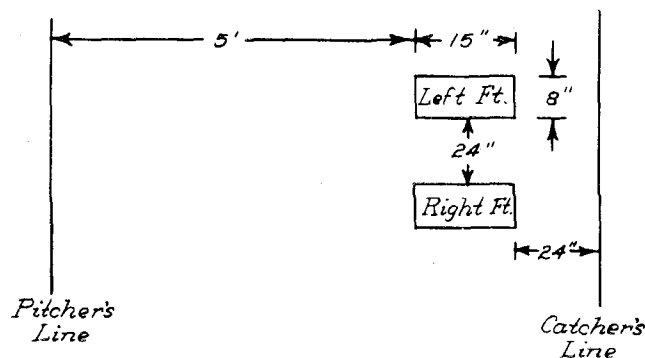 5'
15"
Left Ft.
8"
24"
Right Ft.
24"
Pitcher's
Line
Catcher's
Line